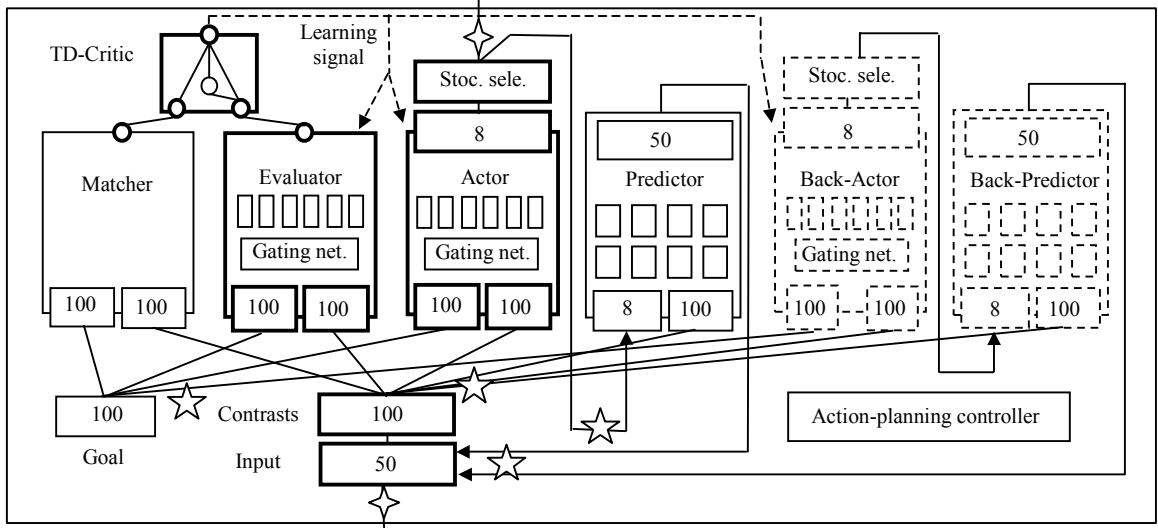 TD-Critic
Learning
signal
Stoc. sele.
8
Stoc. sele.
8
50
50
Matcher
Evaluator
Actor
Predictor
Back-Actor
Back-Predictor
Gating net.
Gating net.
Gating net.
100
100
100
100
100
100
8
100
100
100
8
100
100
Goal
Contrasts
100
Input
50
Action-planning controller